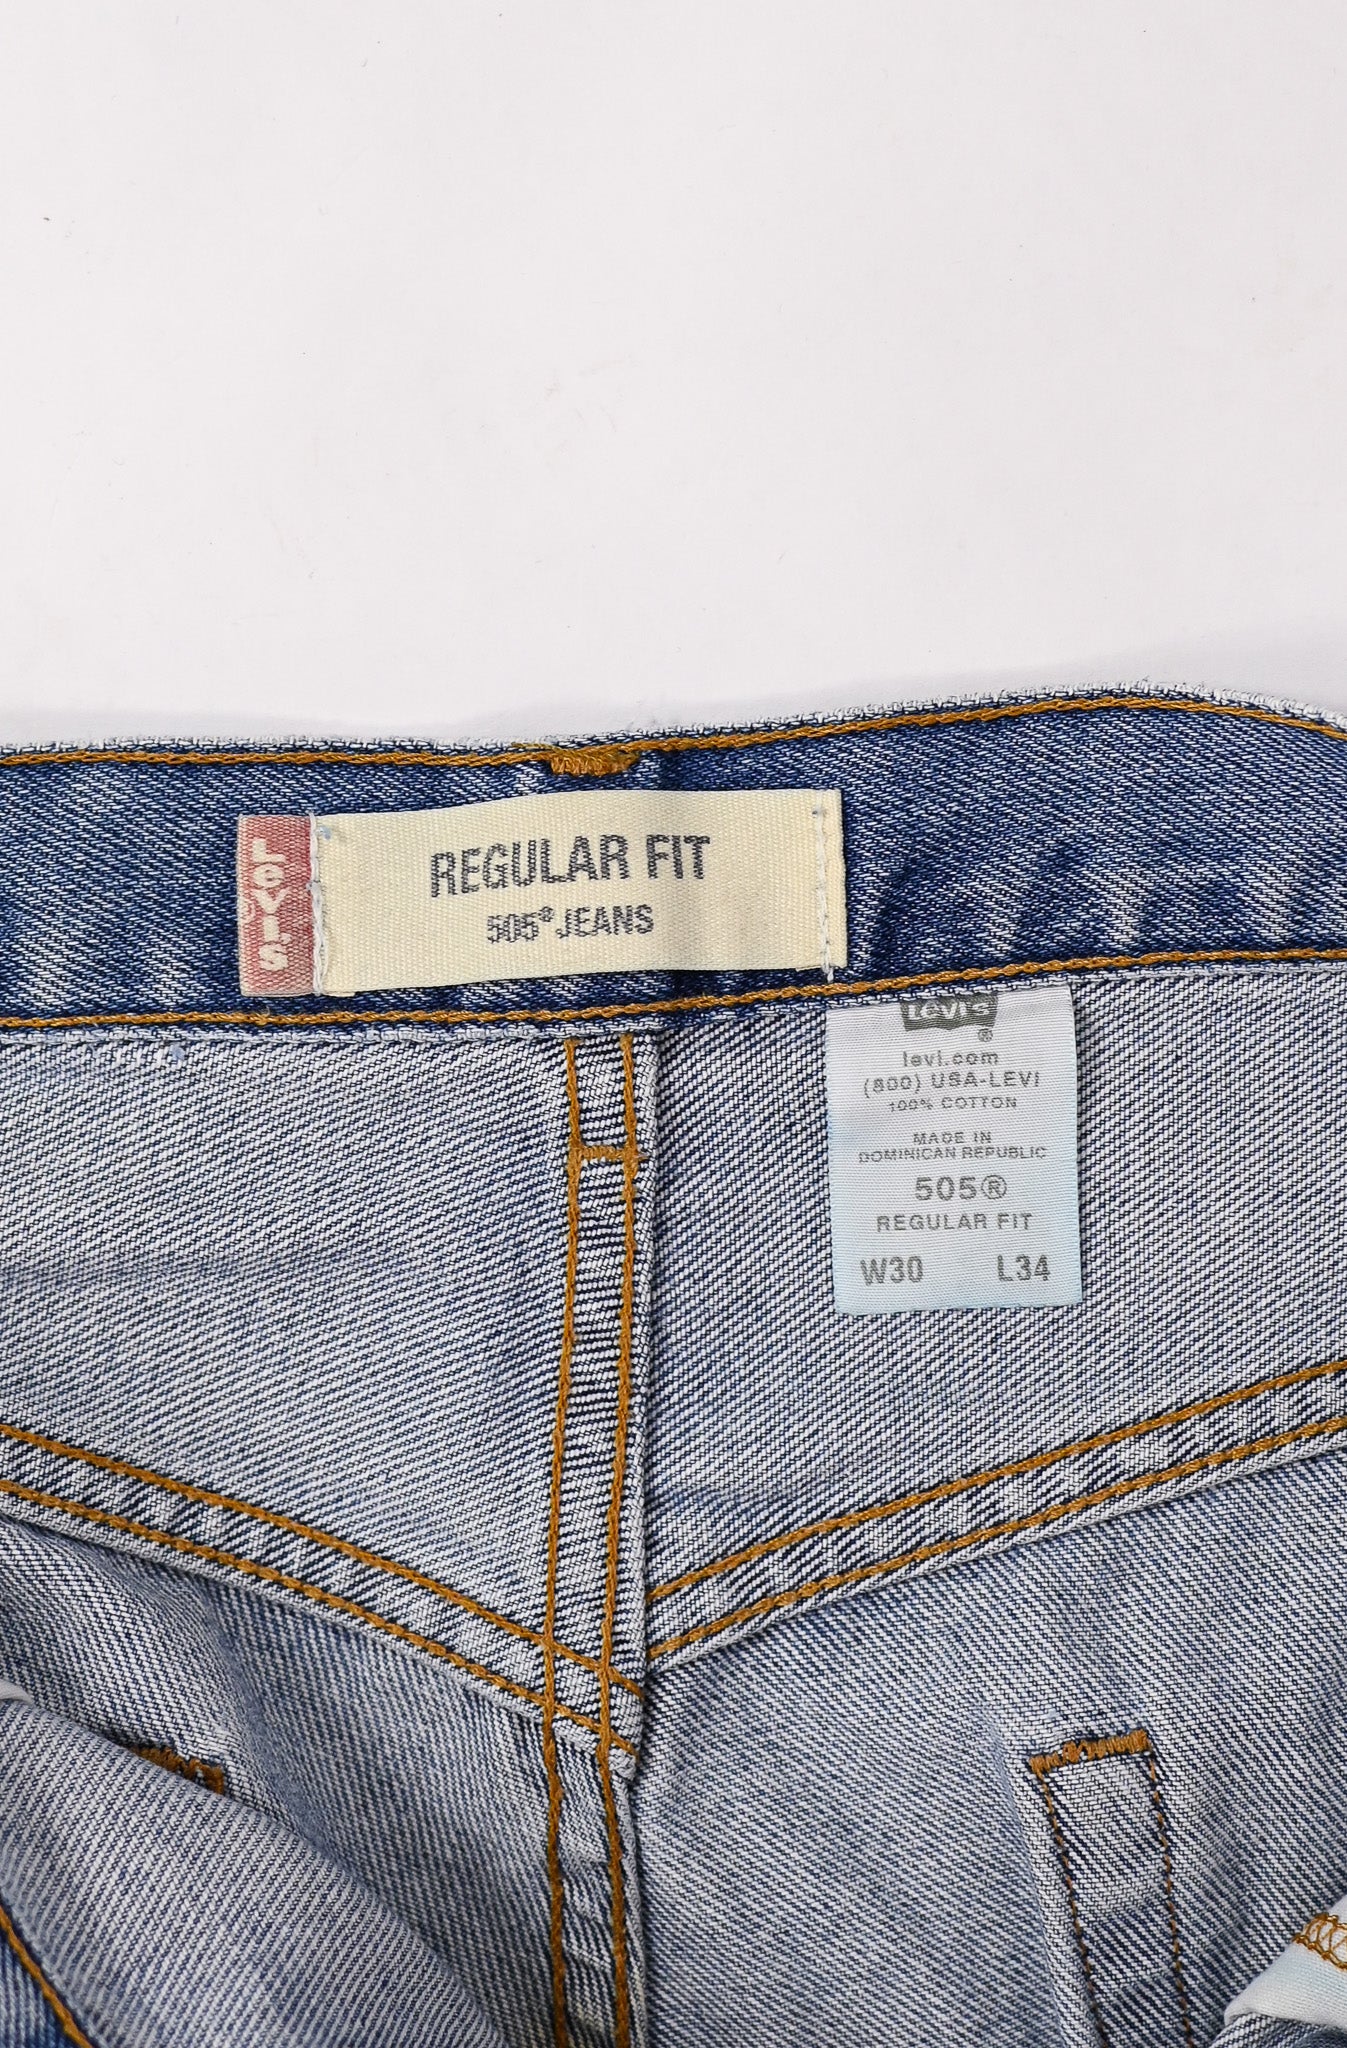 Levi's
REGULAR FIT
505® JEANS
Levi's
®
levi.com
(800) USA-LEVI
100% COTTON
MADE IN
DOMINICAN REPUBLIC
505®
REGULAR FIT
W30 L34